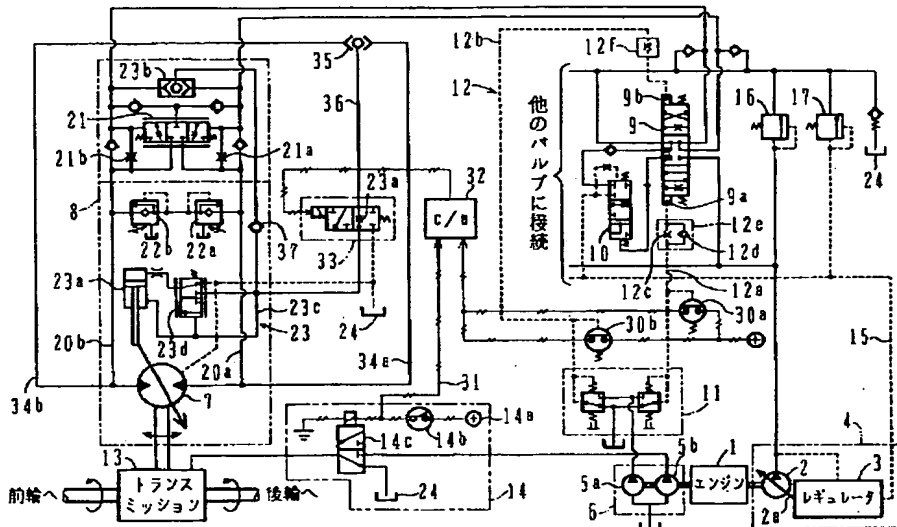 12b
12f
35
23b
36
12
9b
9
16
17
21
21b
21a
他のバルブに接続
24
32
23a
c/e
8
9a
33
10
12e
12d
37
22b
22a
12c
12a
23a
24
23c
30a
23
30b
15
23d
20b
20a
34a
31
11
4
7
34b
14a
14c
14b
5b
1
2
3
13
5a
エンジン
レギュレータ
前輪へ
トランスミッション
後輪へ
24
14
6
2a